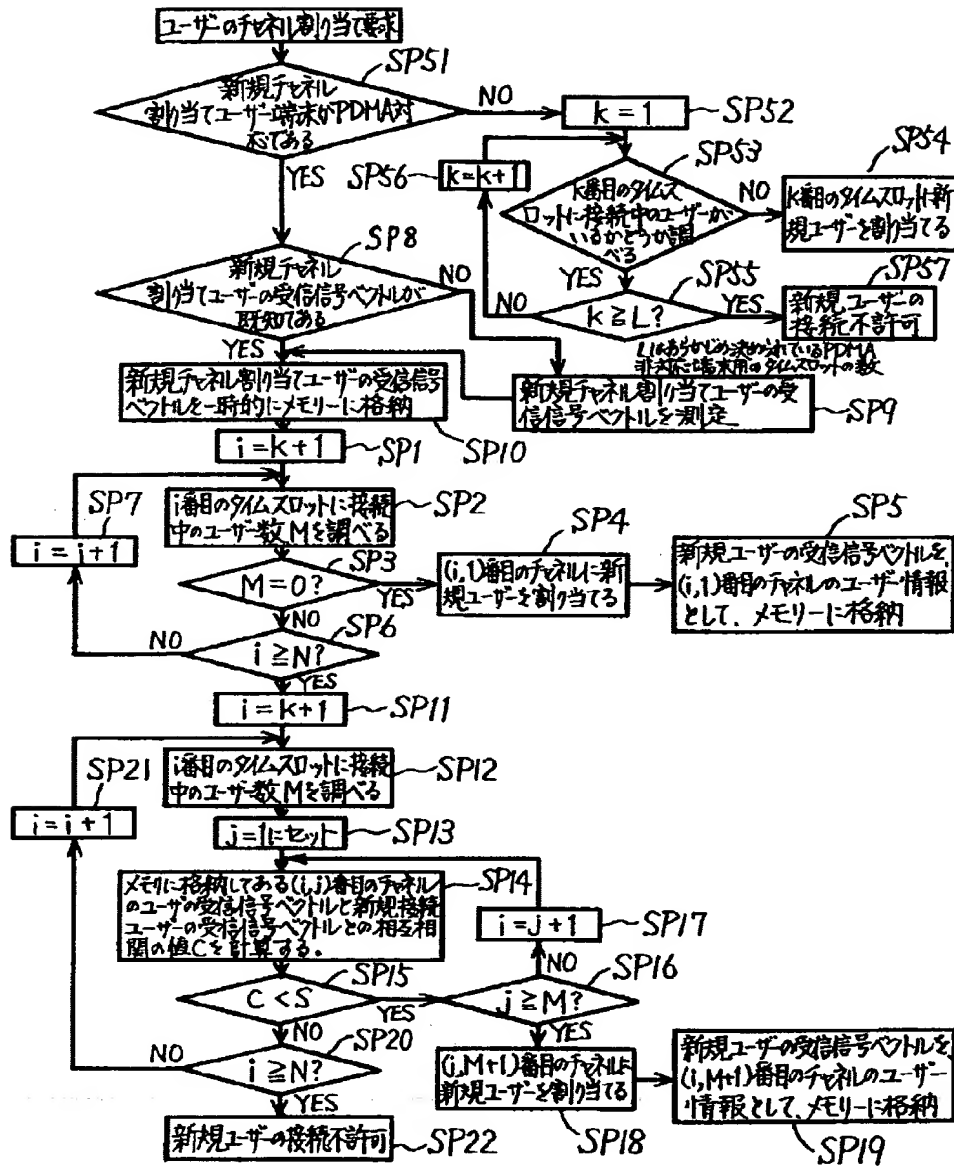 ユーザーのチャネル割り当て要求
SP51
新規チャネル
割り当てユーザー端末がPDMA対
応である
NO
YES
k=1
SP52
SP56
k=k+1
SP53
k番目のタイムス
ロットに接続中のユーザーが
いるかどうか調
べる
NO
YES
SP54
k番目のタイムスロットに新
規ユーザーを割り当てる
SP55
k≧L?
NO
YES
SP57
新規ユーザーの
接続不許可
Lはあらかじめ決められているPDMA
非対応端末用のタイムスロットの数
SP8
新規チャネル
割り当てユーザーの受信信号ベクトルが
既知である
NO
YES
新規チャネル割り当てユーザーの受
信信号ベクトルを測定
SP9
新規チャネル割り当てユーザーの受信信号
ベクトルを一時的にメモリーに格納
SP10
i=k+1
SP1
SP7
i=i+1
i番目のタイムスロットに接続
中のユーザー数Mを調べる
SP2
SP3
M=0?
YES
NO
SP4
(i,1)番目のチャネルに新
規ユーザーを割り当てる
SP5
新規ユーザーの受信信号ベクトルを、
(i,1)番目のチャネルのユーザー情報
として、メモリーに格納
SP6
i≧N?
NO
YES
i=k+1
SP11
SP21
i=i+1
i番目のタイムスロットに接続
中のユーザー数Mを調べる
SP12
j=1にセット
SP13
メモリに格納してある(i,j)番目のチャネル
のユーザの受信信号ベクトルと新規接続
ユーザーの受信信号ベクトルとの相互相
関の値Cを計算する。
SP14
i=j+1
SP17
SP15
C<S
YES
NO
SP16
j≧M?
NO
YES
SP20
i≧N?
NO
YES
(i,M+1)番目のチャネルに
新規ユーザーを割り当てる
SP18
新規ユーザーの受信信号ベクトルを、
(i,M+1)番目のチャネルのユーザー
情報として、メモリーに格納
SP19
新規ユーザーの接続不許可
SP22